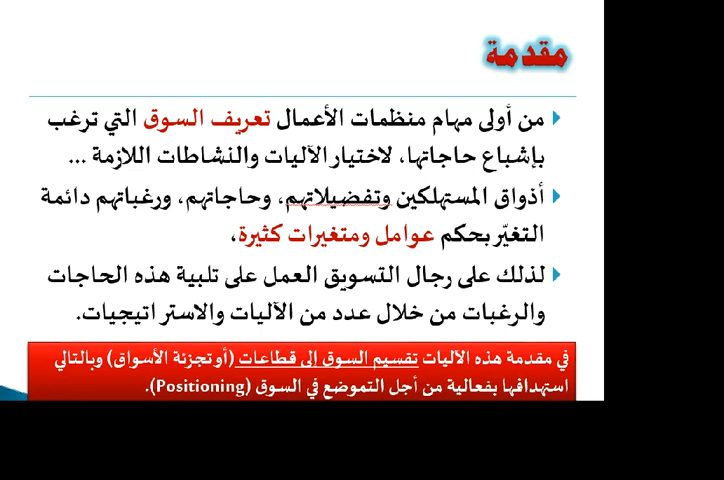 مقدمة
من أولى مهام منظمات الأعمال تعريف السوق التي ترغب
بإشباع حاجاتها، لاختيار الآليات والنشاطات اللازمة ...
أذواق المستهلكين وتفضيلاتهم، وحاجاتهم، ورغباتهم دائمة
التغيّر بحكم عوامل ومتغيرات كثيرة،
لذلك على رجال التسويق العمل على تلبية هذه الحاجات
والرغبات من خلال عدد من الآليات والاستراتيجيات.
في مقدمة هذه الآليات تقسيم السوق إلى قطاعات (أو تجزئة الأسواق) وبالتالي
استهدافها بفعالية من أجل التموضع في السوق (Positioning).